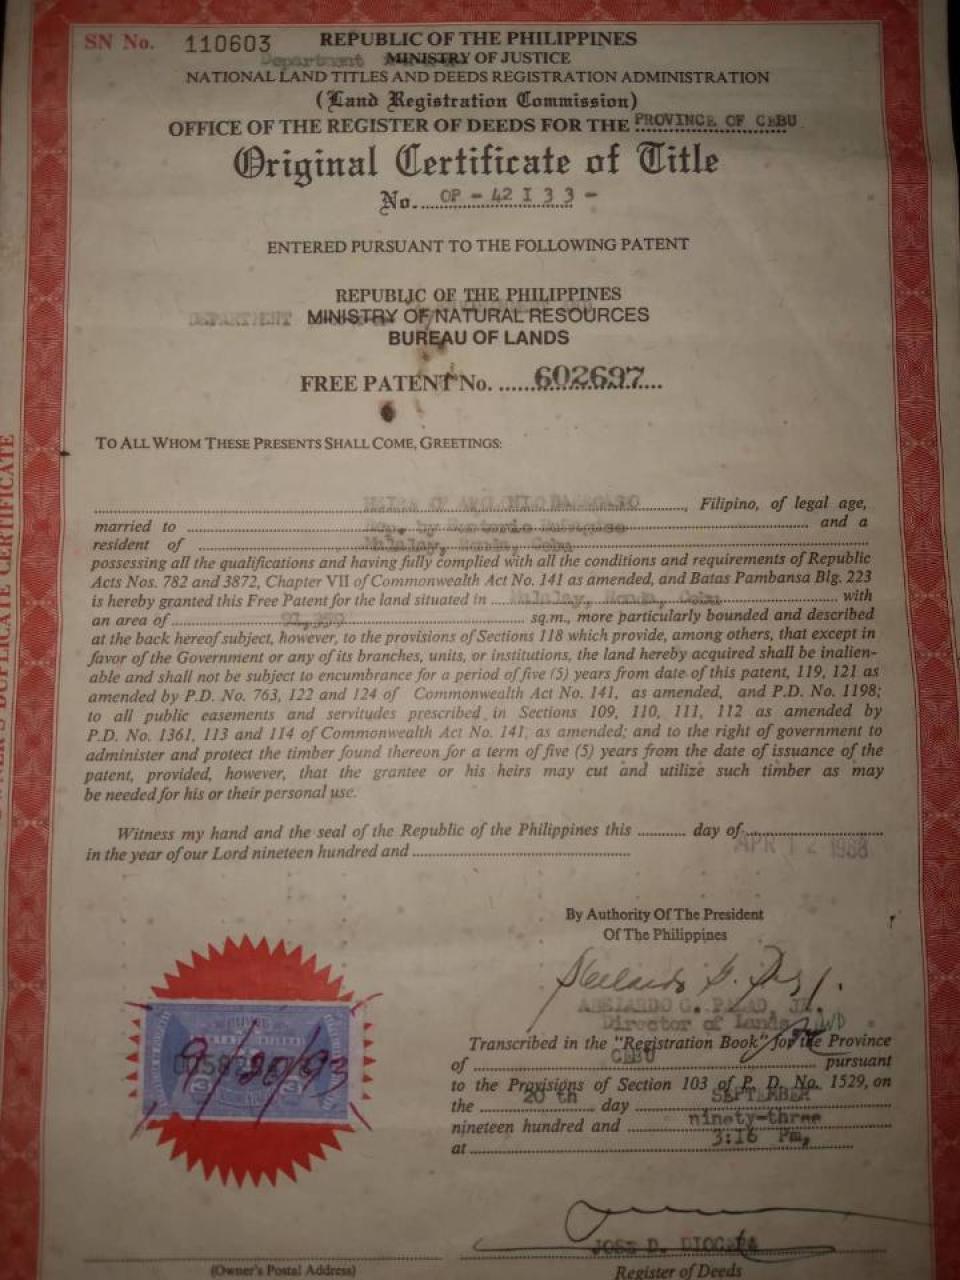 SN No. 110603
REPUBLIC OF THE PHILIPPINES
Department MINISTRY OF JUSTICE
NATIONAL LAND TITLES AND DEEDS REGISTRATION ADMINISTRATION
(Land Registration Commission)
OFFICE OF THE REGISTER OF DEEDS FOR THE PROVINCE OF CEBU
Original Certificate of Title
No. OP - 42 I 3 3 -
ENTERED PURSUANT TO THE FOLLOWING PATENT
REPUBLIC OF THE PHILIPPINES
DEPARTMENT MINISTRY OF NATURAL RESOURCES
BUREAU OF LANDS
FREE PATENT No. 602697
TO ALL WHOM THESE PRESENTS SHALL COME, GREETINGS:
HEIRS OF Filipino, of legal age,
married to Rep. by and a
resident of Cebu
possessing all the qualifications and having fully complied with all the conditions and requirements of Republic
Acts Nos. 782 and 3872, Chapter VII of Commonwealth Act No. 141 as amended, and Batas Pambansa Blg. 223
is hereby granted this Free Patent for the land situated in Cebu with
an area of sq.m., more particularly bounded and described
at the back hereof subject, however, to the provisions of Sections 118 which provide, among others, that except in
favor of the Government or any of its branches, units, or institutions, the land hereby acquired shall be inalien-
able and shall not be subject to encumbrance for a period of five (5) years from date of this patent, 119, 121 as
amended by P.D. No. 763, 122 and 124 of Commonwealth Act No. 141, as amended, and P.D. No. 1198;
to all public easements and servitudes prescribed in Sections 109, 110, 111, 112 as amended by
P.D. No. 1361, 113 and 114 of Commonwealth Act No. 141, as amended; and to the right of government to
administer and protect the timber found thereon for a term of five (5) years from the date of issuance of the
patent, provided, however, that the grantee or his heirs may cut and utilize such timber as may
be needed for his or their personal use.
Witness my hand and the seal of the Republic of the Philippines this day of
in the year of our Lord nineteen hundred and APR 12 1988
By Authority Of The President
Of The Philippines
ABELARDO G. PALAD, JR.
Director of Lands
Transcribed in the "Registration Book" for the Province
of CEBU pursuant
to the Provisions of Section 103 of P. D. No. 1529, on
the 20 th day SEPTEMBER
nineteen hundred and ninety-three
at 3:16 Pm,
9/20/93
JOSE D.
(Owner's Postal Address)
Register of Deeds
DUPLICATE CERTIFICATE